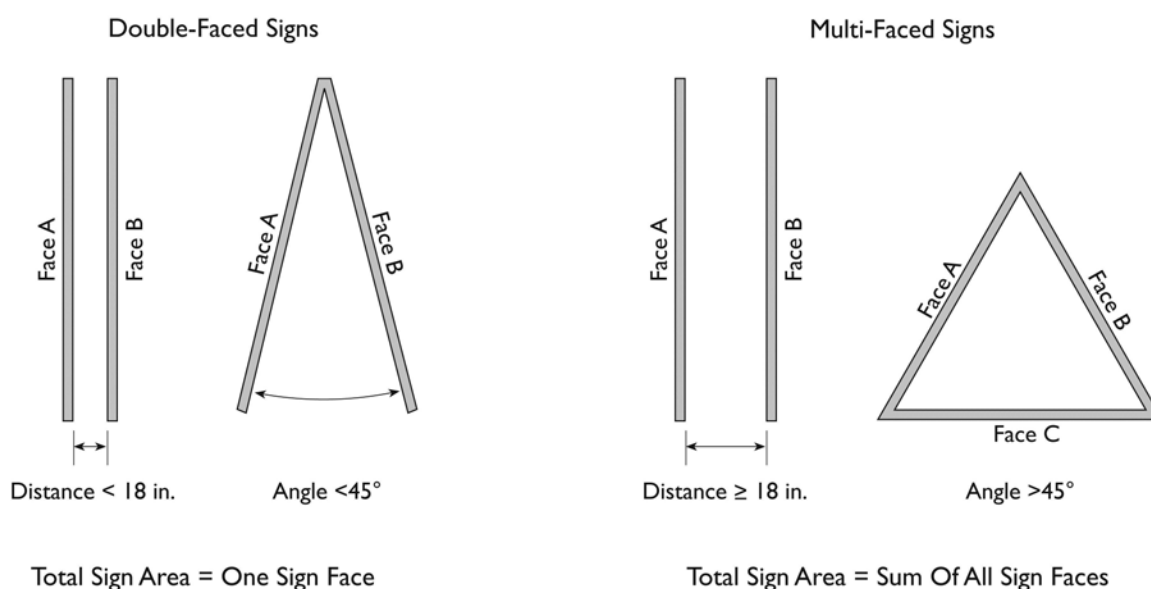 Double-Faced Signs
Face A
Face B
Face A
Face B
Distance < 18 in.
Angle <45°
Total Sign Area = One Sign Face
Multi-Faced Signs
Face A
Face B
Face A
Face B
Face C
Distance ≥ 18 in.
Angle >45°
Total Sign Area = Sum Of All Sign Faces